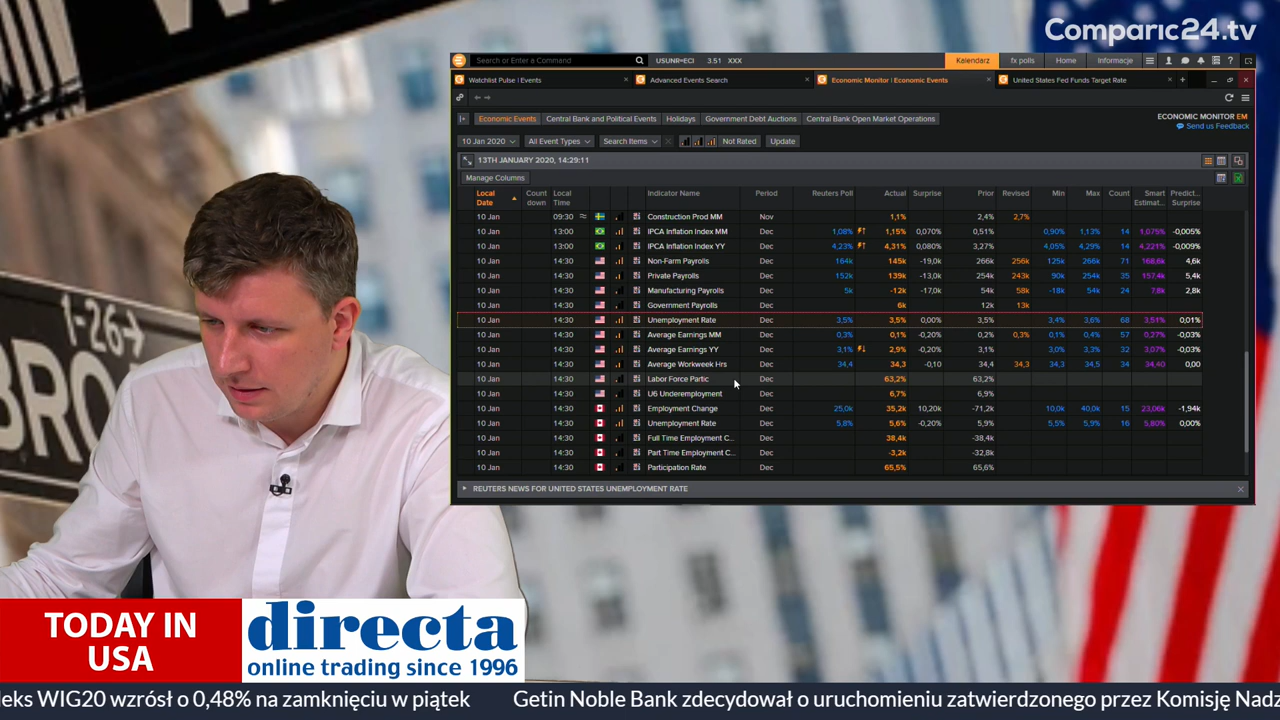 Comparic24.tv
Search or Enter a Command USUNR=ECI 3.51 XXX Kalendarz fx polls Home Informacje
Watchlist Pulse | Events Advanced Events Search Economic Monitor | Economic Events United States Fed Funds Target Rate
ECONOMIC MONITOR EM
Send us Feedback
Economic Events Central Bank and Political Events Holidays Government Debt Auctions Central Bank Open Market Operations
10 Jan 2020 All Event Types Search Items Not Rated Update
13TH JANUARY 2020, 14:29:11
Manage Columns
Local Date Count down Local Time Indicator Name Period Reuters Poll Actual Surprise Prior Revised Min Max Count Smart Estimat... Predict... Surprise
10 Jan 09:30 Construction Prod MM Nov 1,1% 2,4% 2,7%
10 Jan 13:00 IPCA Inflation Index MM Dec 1,08% 1,15% 0,070% 0,51% 0,90% 1,13% 14 1,075% -0,005%
10 Jan 13:00 IPCA Inflation Index YY Dec 4,23% 4,31% 0,080% 3,27% 4,05% 4,29% 14 4,221% -0,009%
10 Jan 14:30 Non-Farm Payrolls Dec 164k 145k -19,0k 266k 256k 125k 266k 71 168,6k 4,6k
10 Jan 14:30 Private Payrolls Dec 152k 139k -13,0k 254k 243k 90k 254k 35 157,4k 5,4k
10 Jan 14:30 Manufacturing Payrolls Dec 5k -12k -17,0k 54k 58k -18k 54k 24 7,8k 2,8k
10 Jan 14:30 Government Payrolls Dec 6k 12k 13k
10 Jan 14:30 Unemployment Rate Dec 3,5% 3,5% 0,00% 3,5% 3,4% 3,6% 68 3,51% 0,01%
10 Jan 14:30 Average Earnings MM Dec 0,3% 0,1% -0,20% 0,2% 0,3% 0,1% 0,4% 57 0,27% -0,03%
10 Jan 14:30 Average Earnings YY Dec 3,1% 2,9% -0,20% 3,1% 3,0% 3,3% 32 3,07% -0,03%
10 Jan 14:30 Average Workweek Hrs Dec 34,4 34,3 -0,10 34,4 34,3 34,3 34,5 34 34,40 0,00
10 Jan 14:30 Labor Force Partic Dec 63,2% 63,2%
10 Jan 14:30 U6 Underemployment Dec 6,7% 6,9%
10 Jan 14:30 Employment Change Dec 25,0k 35,2k 10,20k -71,2k 10,0k 40,0k 15 23,06k -1,94k
10 Jan 14:30 Unemployment Rate Dec 5,8% 5,6% -0,20% 5,9% 5,5% 5,9% 16 5,80% 0,00%
10 Jan 14:30 Full Time Employment C... Dec 38,4k -38,4k
10 Jan 14:30 Part Time Employment C... Dec -3,2k -32,8k
10 Jan 14:30 Participation Rate Dec 65,5% 65,6%
REUTERS NEWS FOR UNITED STATES UNEMPLOYMENT RATE
1-26
BRO
TODAY IN
USA
directa
online trading since 1996
leks WIG20 wzrósł o 0,48% na zamknięciu w piątek Getin Noble Bank zdecydował o uruchomieniu zatwierdzonego przez Komisję Nadz